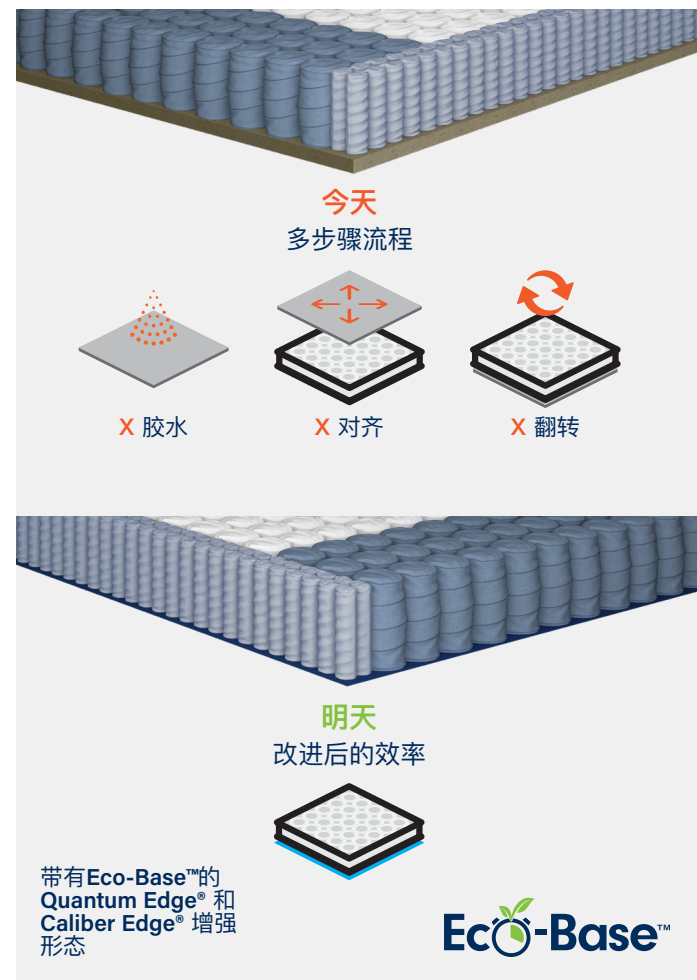 今天
多步骤流程
X 胶水
X 对齐
X 翻转
明天
改进后的效率
带有Eco-Base™的
Quantum Edge® 和
Caliber Edge® 增强
形态
Eco-Base™